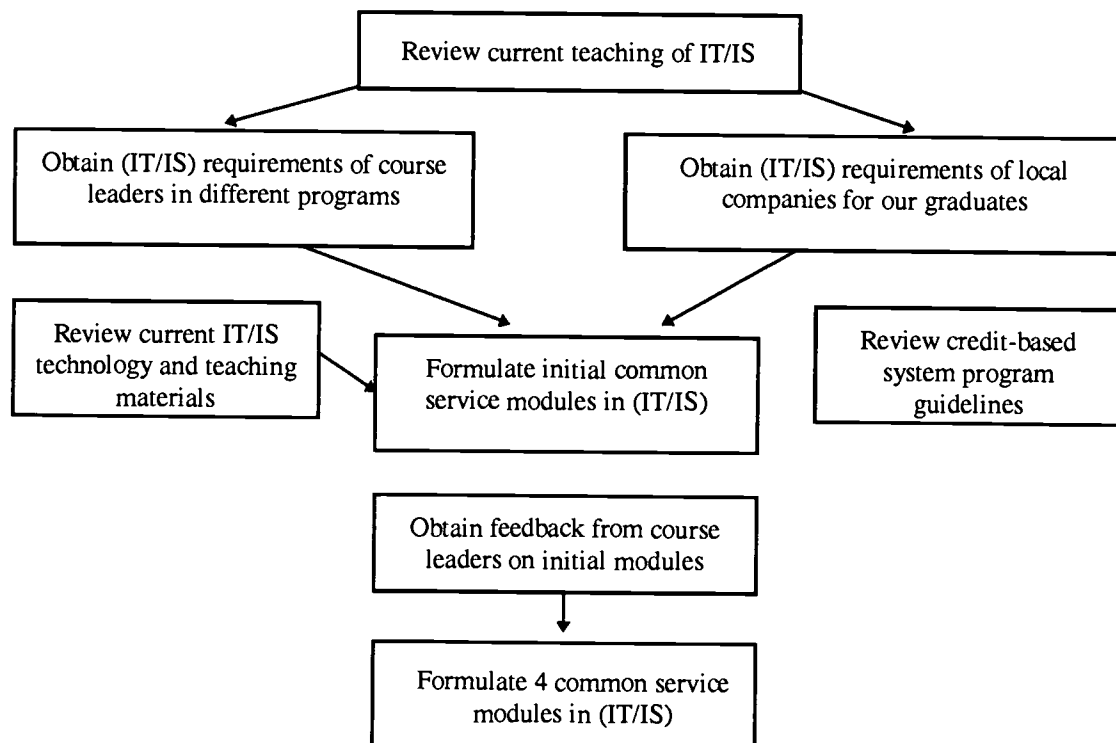 Review current teaching of IT/IS
Obtain (IT/IS) requirements of course
leaders in different programs
Obtain (IT/IS) requirements of local
companies for our graduates
Review current IT/IS
technology and teaching
materials
Formulate initial common
service modules in (IT/IS)
Review credit-based
system program
guidelines
Obtain feedback from course
leaders on initial modules
Formulate 4 common service
modules in (IT/IS)